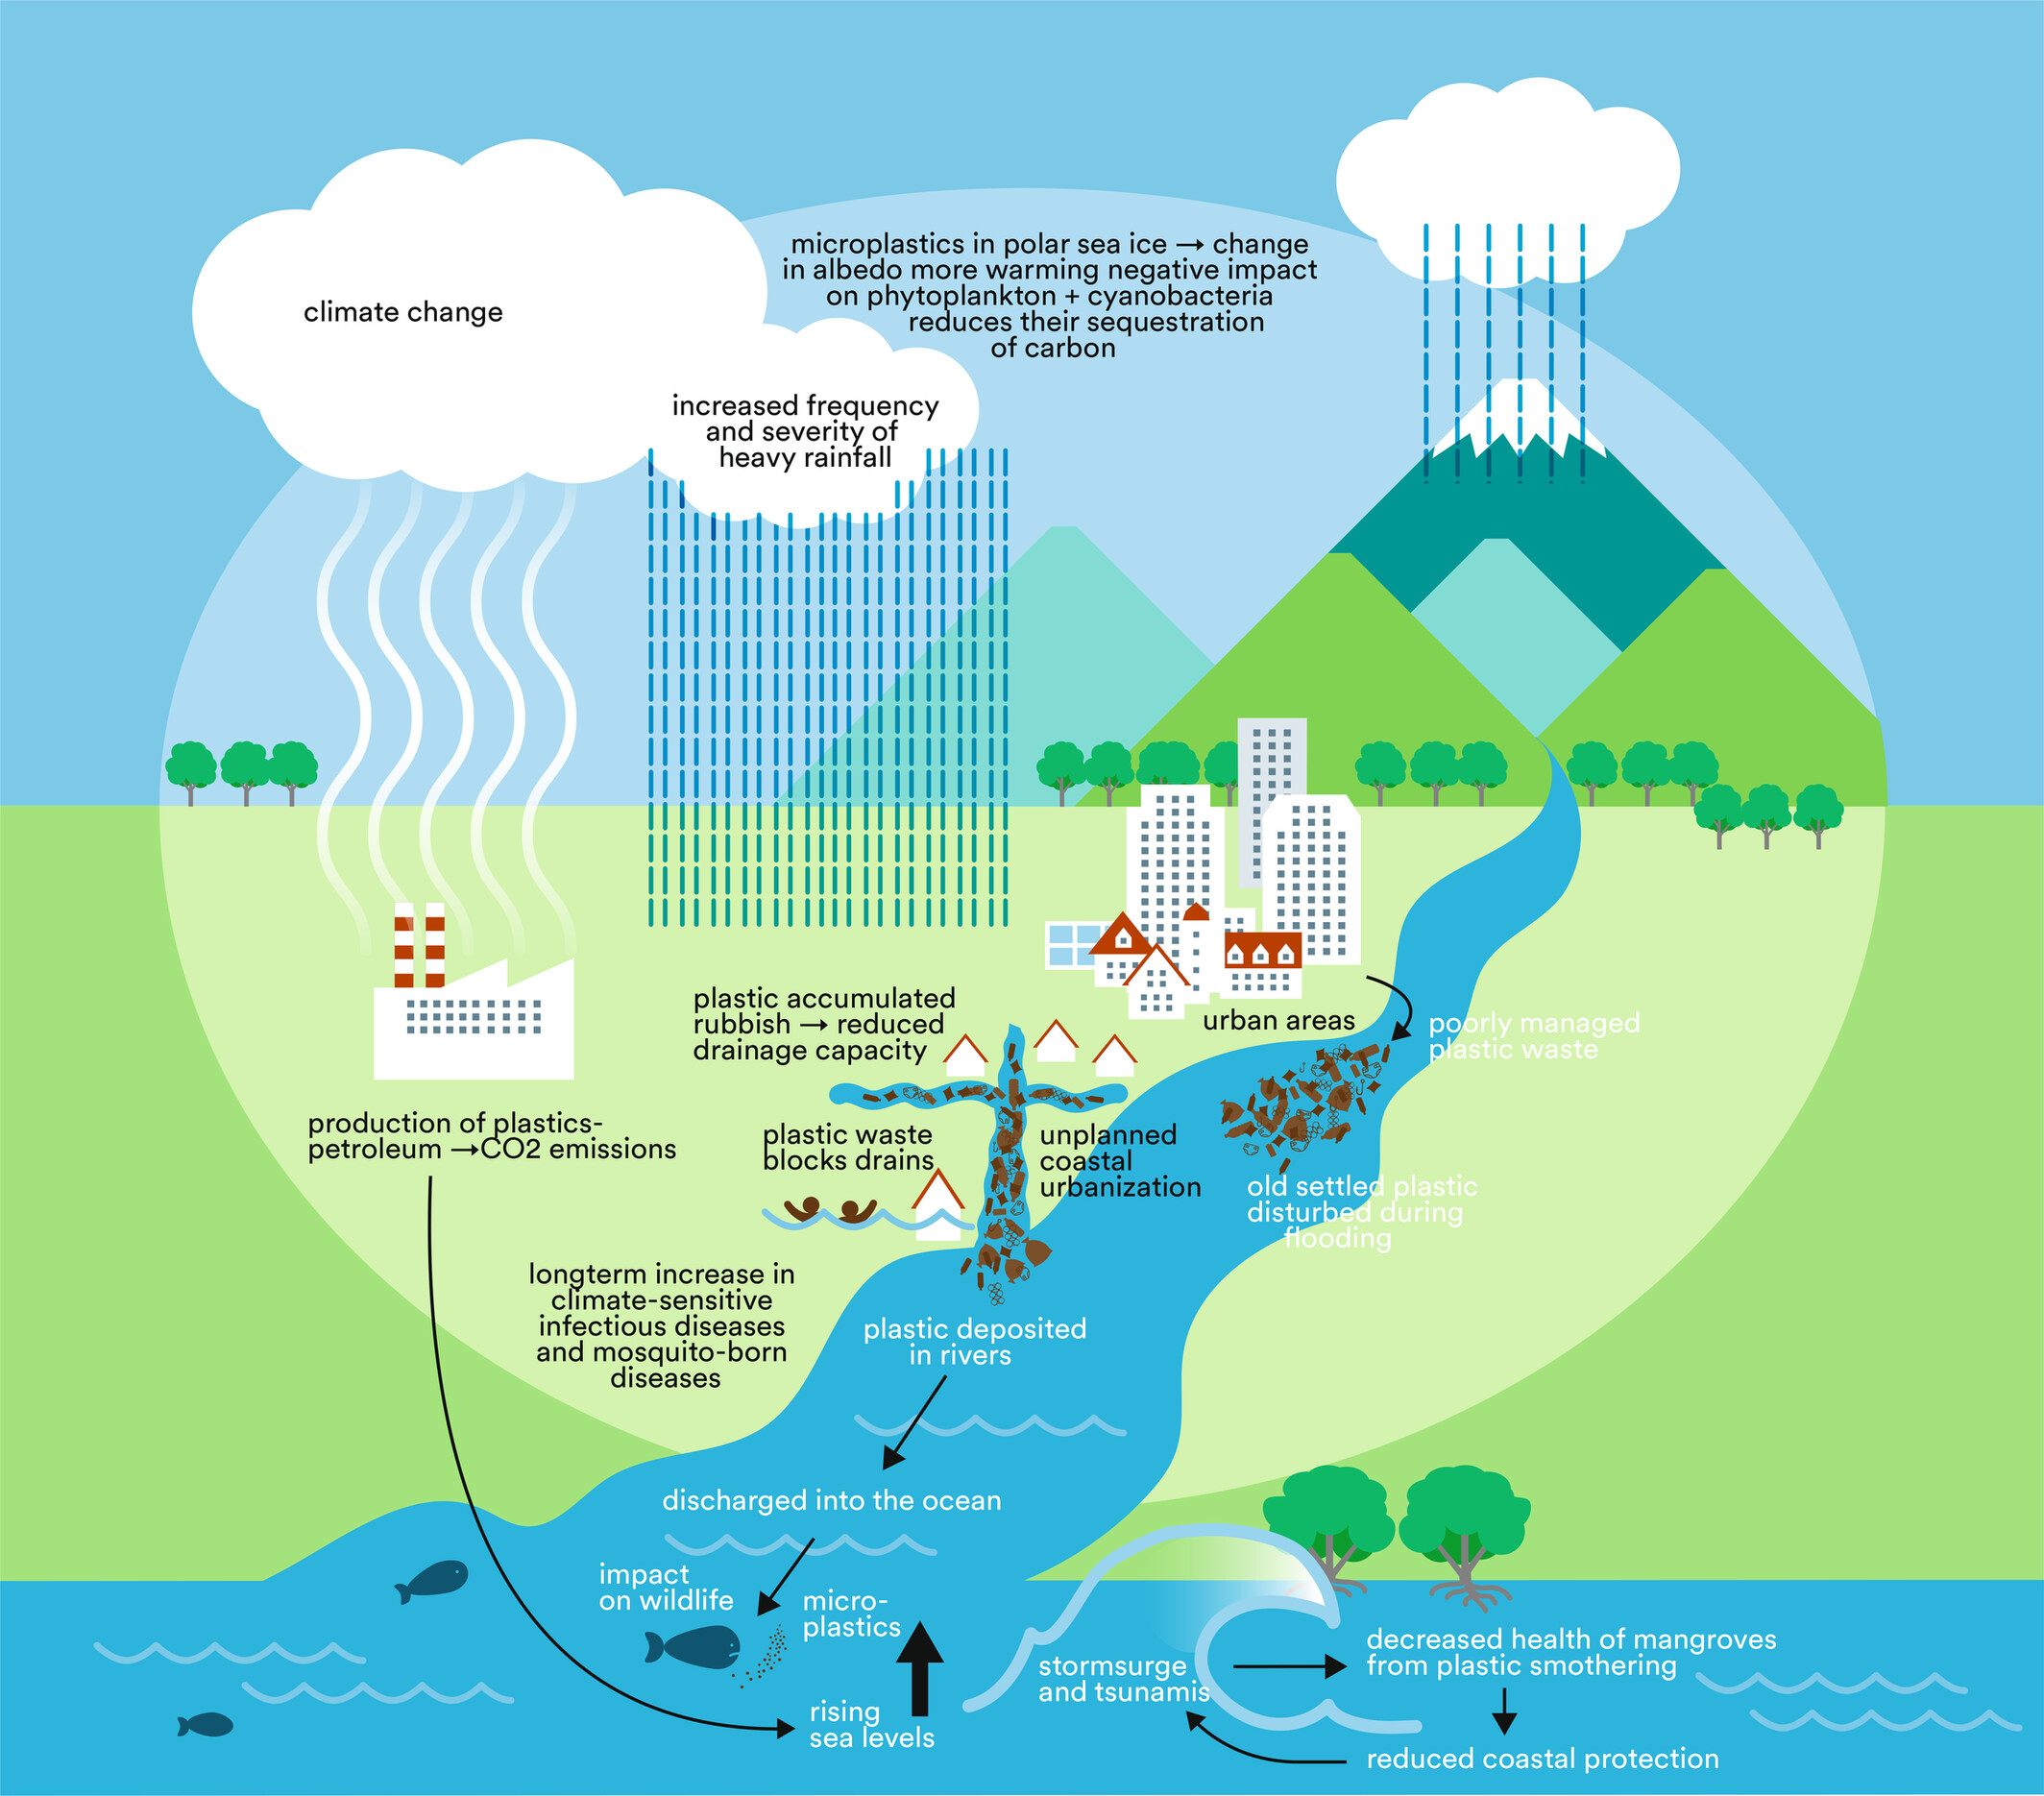 microplastics in polar sea ice → change
in albedo more warming negative impact
on phytoplankton + cyanobacteria
reduces their sequestration
of carbon
climate change
increased frequency
and severity of
heavy rainfall
plastic accumulated
rubbish → reduced
drainage capacity
urban areas
poorly managed
plastic waste
production of plastics-
petroleum →CO2 emissions
plastic waste
blocks drains
unplanned
coastal
urbanization
old settled plastic
disturbed during
flooding
longterm increase in
climate-sensitive
infectious diseases
and mosquito-born
diseases
plastic deposited
in rivers
discharged into the ocean
impact
on wildlife
micro-
plastics
rising
sea levels
stormsurge
and tsunamis
decreased health of mangroves
from plastic smothering
reduced coastal protection